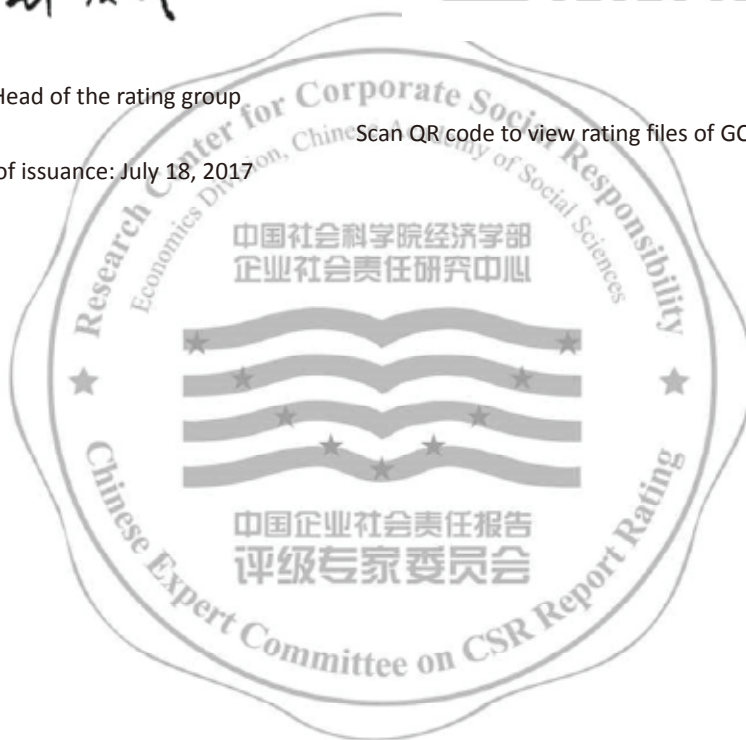 Head of the rating group
Scan QR code to view rating files of GC
of issuance: July 18, 2017
Research Center for Corporate Social Responsibility
Economics Division, Chinese Academy of Social Sciences
中国社会科学院经济学部
企业社会责任研究中心
中国企业社会责任报告
评级专家委员会
Chinese Expert Committee on CSR Report Rating